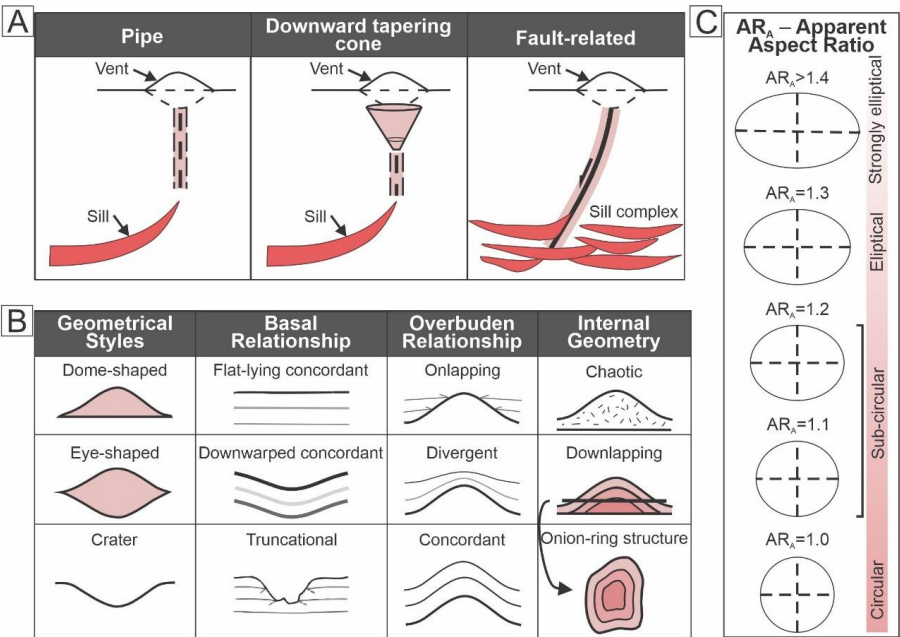 A
Pipe
Downward tapering
cone
Fault-related
Vent
Vent
Vent
Sill
Sill
Sill complex
B
Geometrical
Styles
Basal
Relationship
Overbuden
Relationship
Internal
Geometry
Dome-shaped
Flat-lying concordant
Onlapping
Chaotic
Eye-shaped
Downwarped concordant
Divergent
Downlapping
Crater
Truncational
Concordant
Onion-ring structure
C
ARA – Apparent
Aspect Ratio
ARA>1.4
Strongly elliptical
ARA=1.3
Eliptical
ARA=1.2
ARA=1.1
Sub-circular
ARA=1.0
Circular